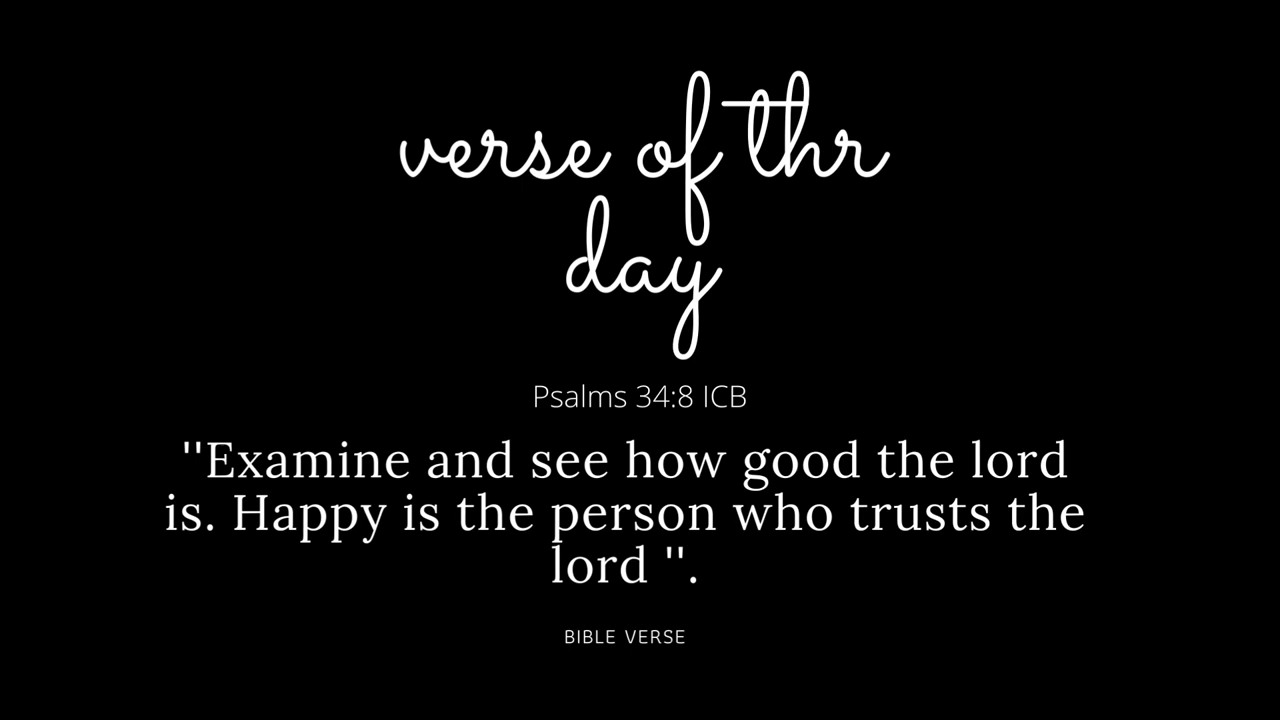 verse of thr
day
Psalms 34:8 ICB
''Examine and see how good the lord
is. Happy is the person who trusts the
lord ''.
BIBLE VERSE